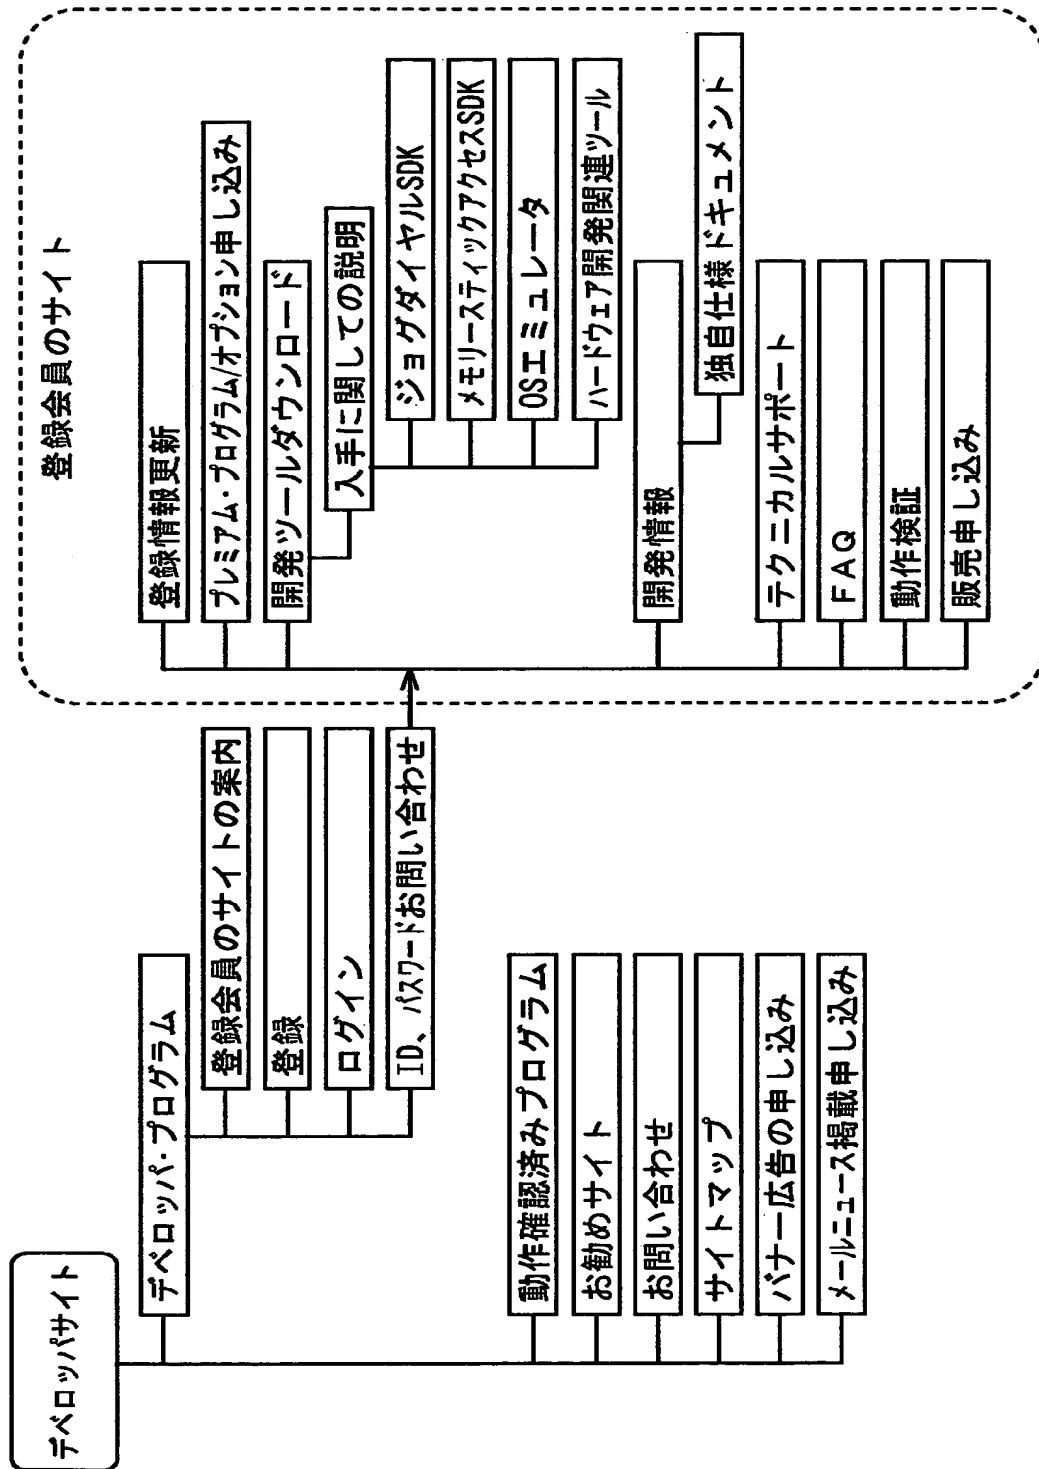 デベロッパサイト
デベロッパ・プログラム
登録会員のサイトの案内
登録
ログイン
ID、パスワードお問い合わせ
動作確認済みプログラム
お勧めサイト
お問い合わせ
サイトマップ
バナー広告の申し込み
メールニュース掲載申し込み
登録会員のサイト
登録情報更新
プレミアム・プログラム/オプション申し込み
開発ツールダウンロード
入手に関しての説明
ジョグダイヤルSDK
メモリースティックアクセスSDK
OSエミュレータ
ハードウェア開発関連ツール
開発情報
独自仕様ドキュメント
テクニカルサポート
FAQ
動作検証
販売申し込み